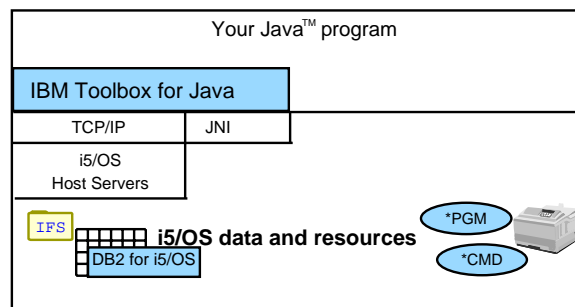 Your Java™ program
IBM Toolbox for Java
TCP/IP
JNI
i5/OS
Host Servers
IFS
i5/OS data and resources
DB2 for i5/OS
*PGM
*CMD